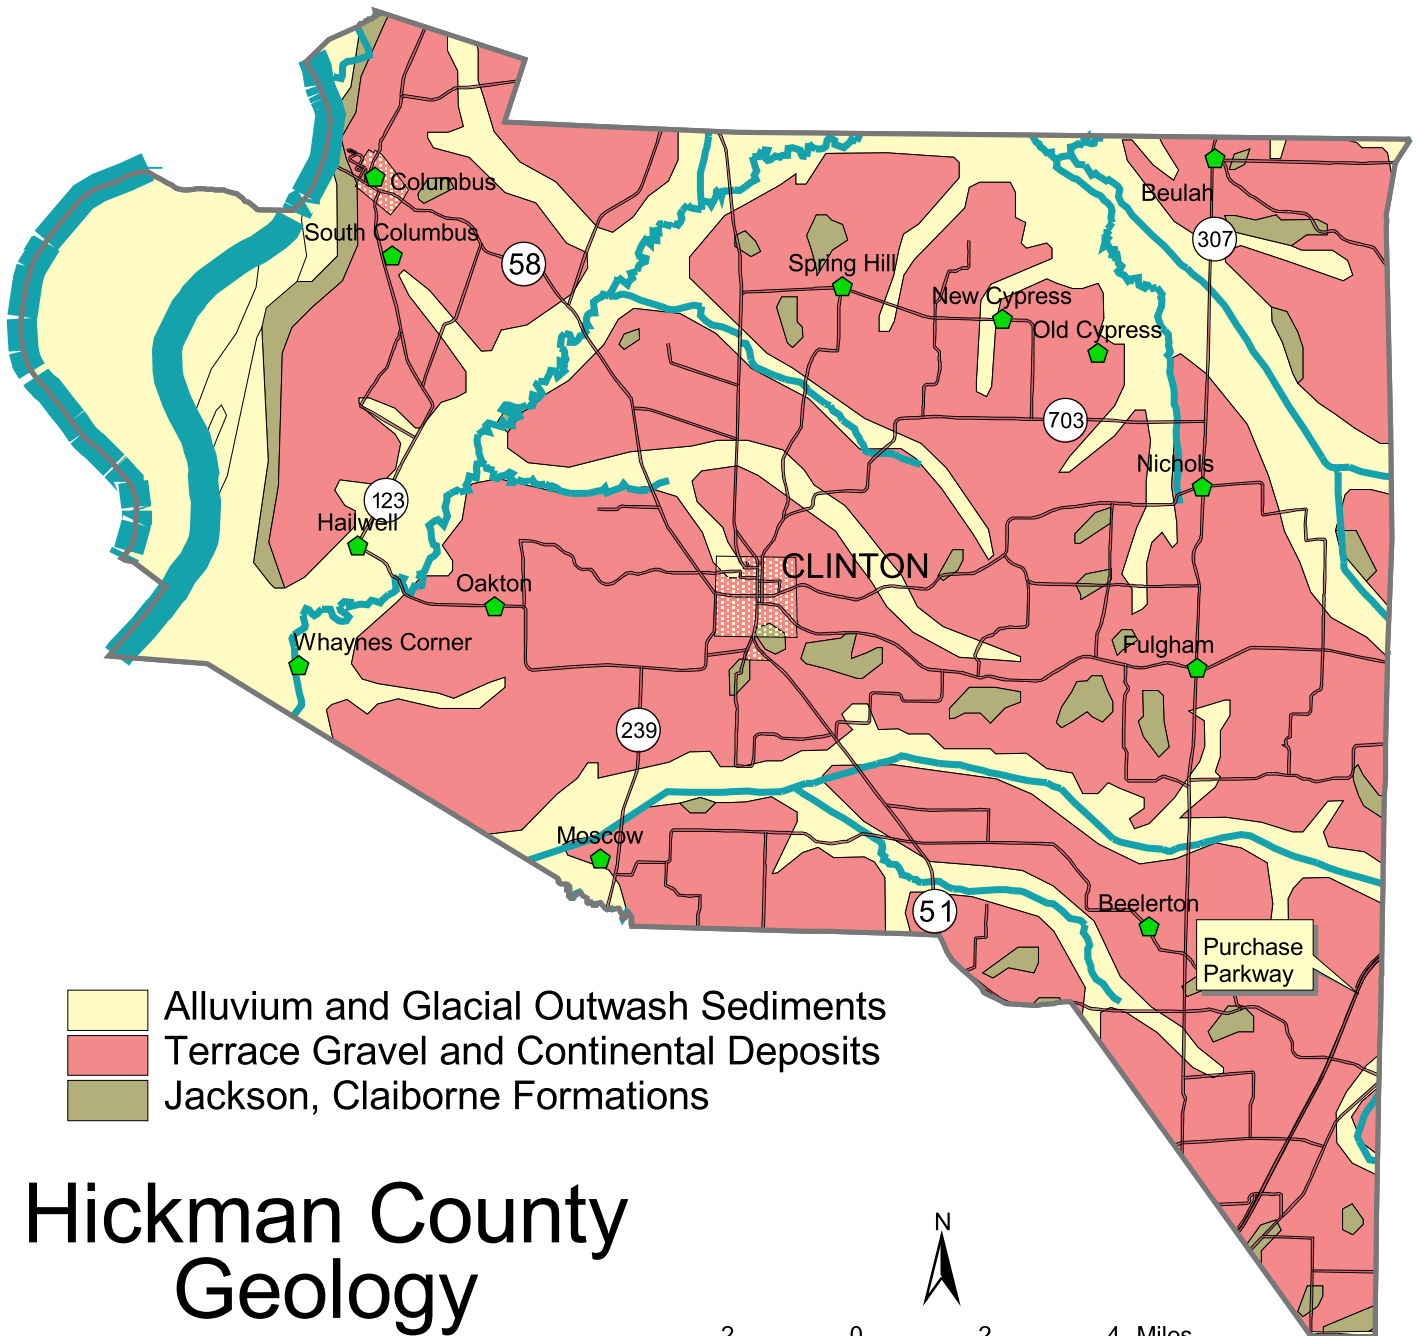 Columbus
South Columbus
58
Beulah
307
Spring Hill
New Cypress
Old Cypress
703
Nichols
123
Hailwell
CLINTON
Oakton
Whaynes Corner
Fulgham
239
Moscow
51
Beelerton
Purchase
Parkway
Alluvium and Glacial Outwash Sediments
Terrace Gravel and Continental Deposits
Jackson, Claiborne Formations
Hickman County
Geology
N
2 0 2 4 Miles